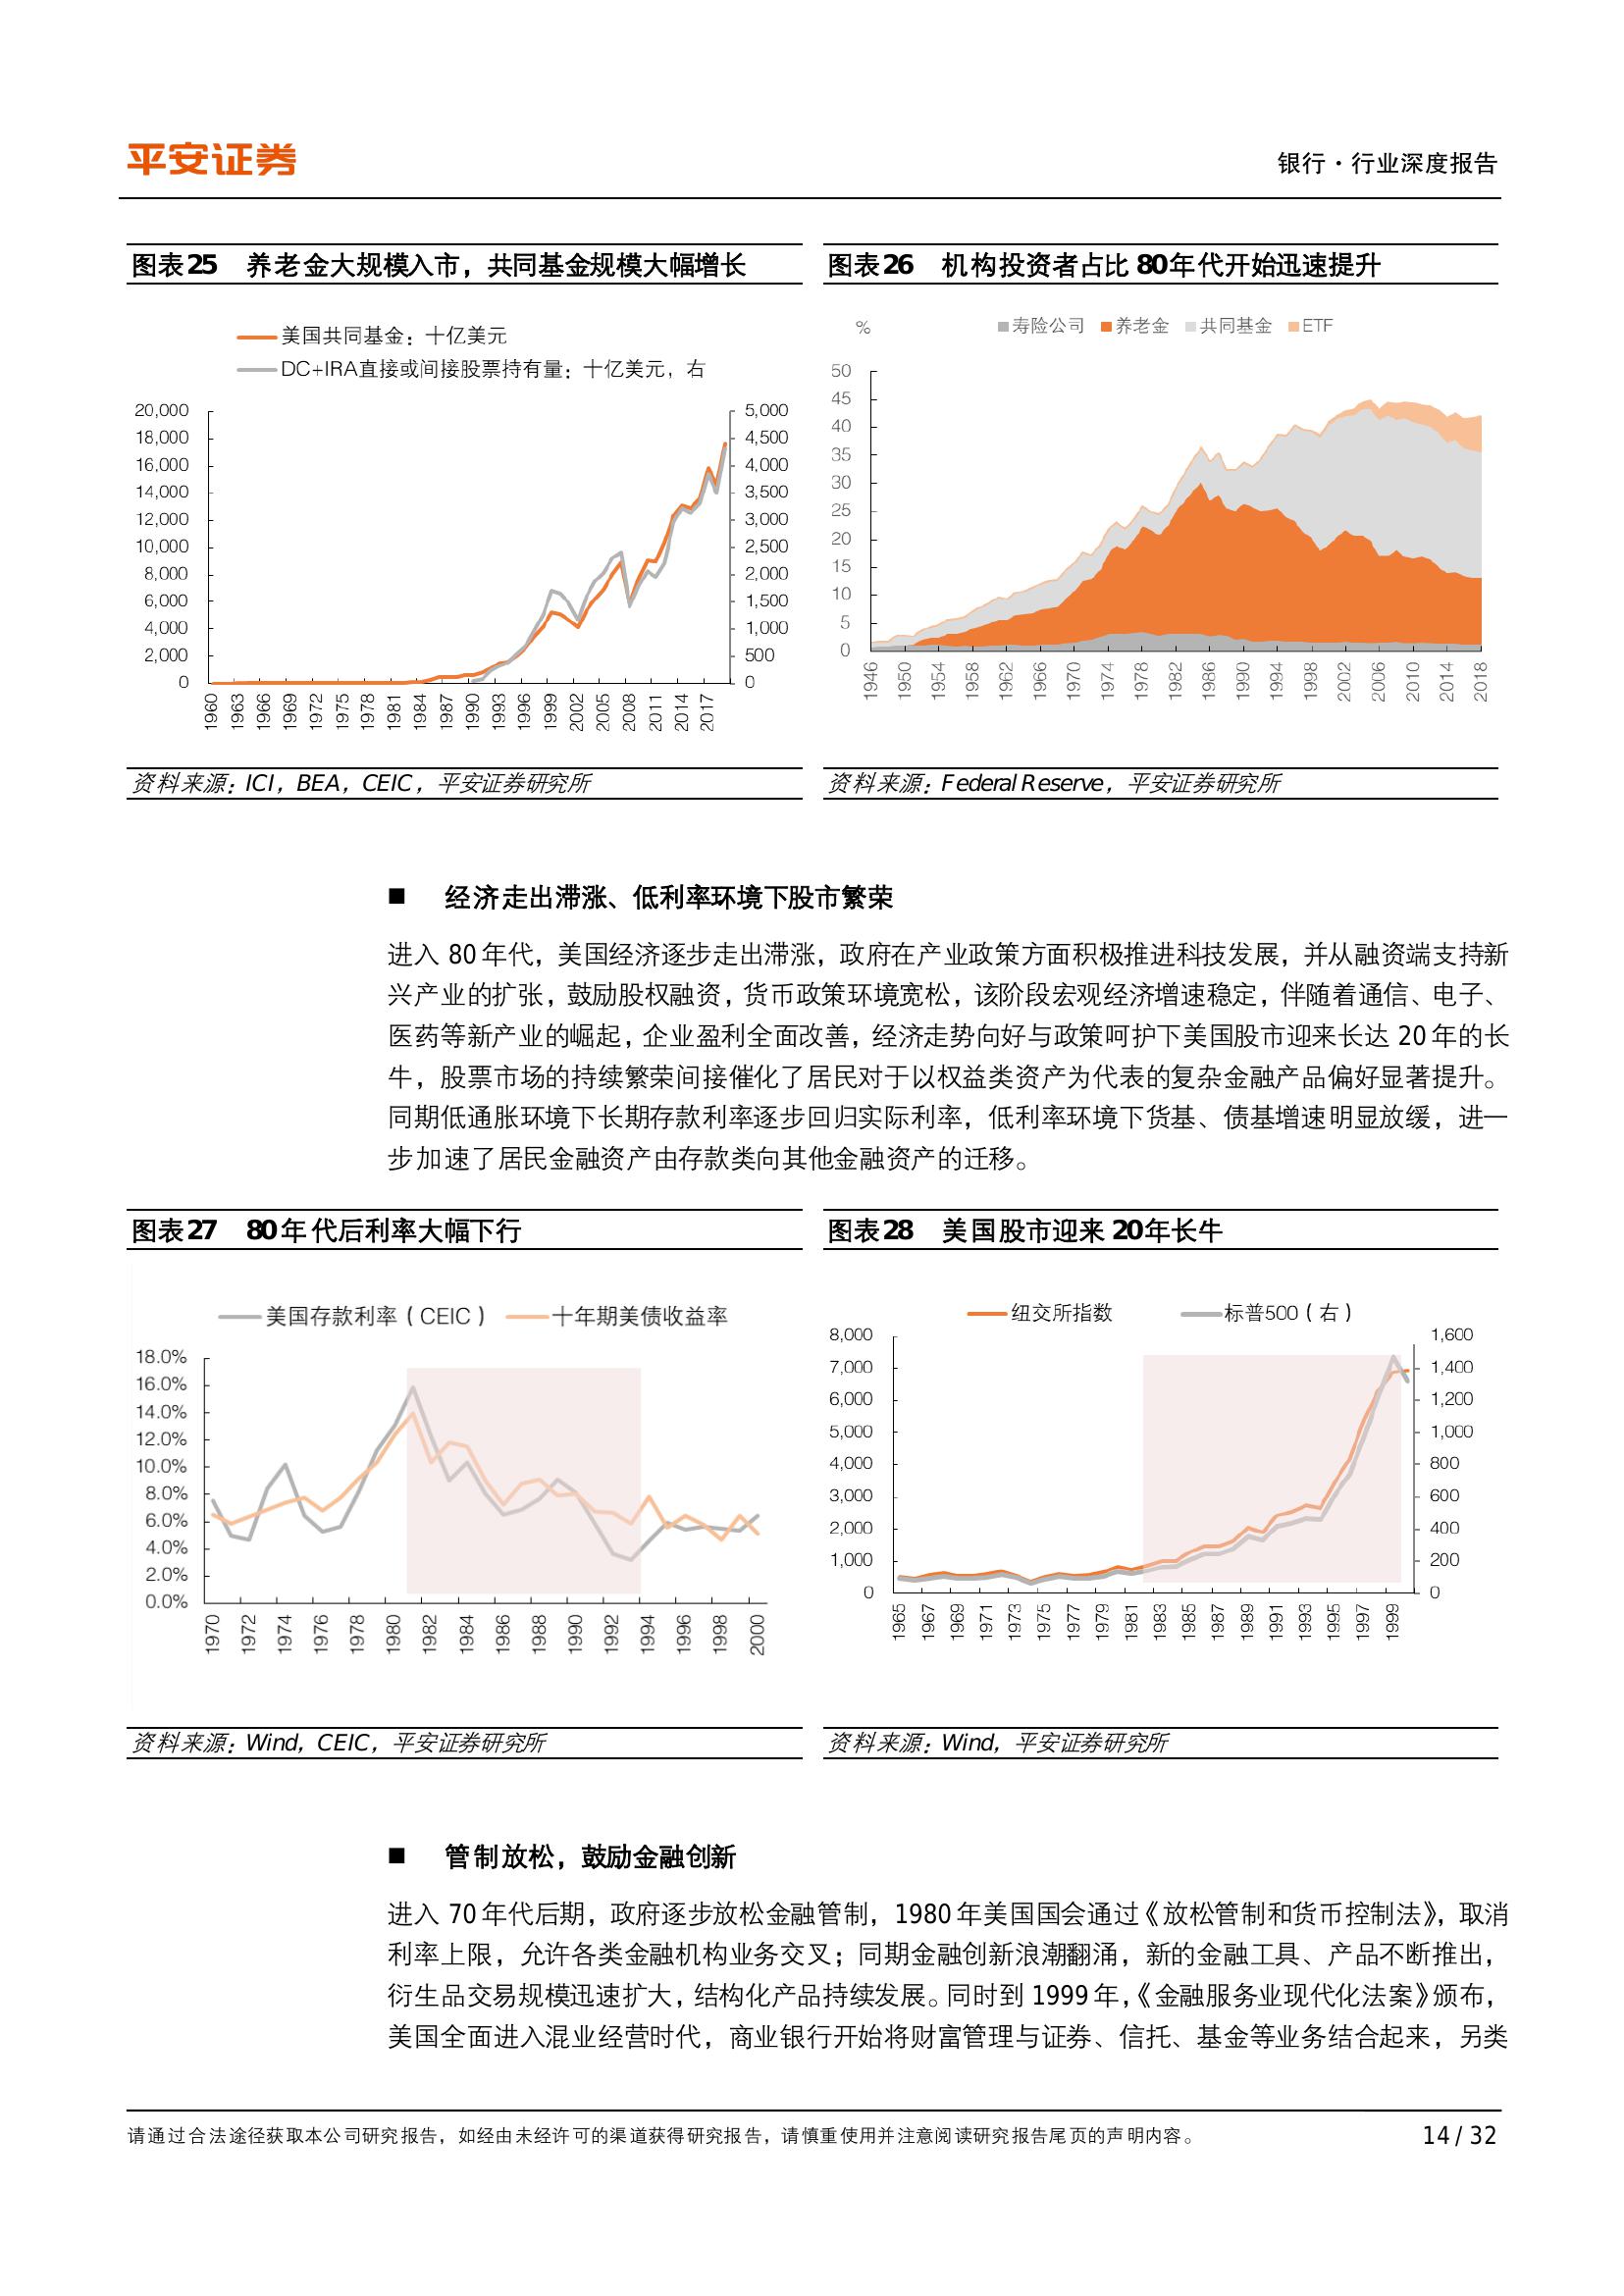 平安证券
银行·行业深度报告
图表25 养老金大规模入市，共同基金规模大幅增长
美国共同基金：十亿美元
DC+IRA直接或间接股票持有量：十亿美元，右
20,000 5,000
18,000 4,500
16,000 4,000
14,000 3,500
12,000 3,000
10,000 2,500
8,000 2,000
6,000 1,500
4,000 1,000
2,000 500
0 0
1960 1963 1966 1969 1972 1975 1978 1981 1984 1987 1990 1993 1996 1999 2002 2005 2008 2011 2014 2017
资料来源：ICI，BEA，CEIC，平安证券研究所
图表26 机构投资者占比 80年代开始迅速提升
% 寿险公司 养老金 共同基金 ETF
50
45
40
35
30
25
20
15
10
5
0
1946 1950 1954 1958 1962 1966 1970 1974 1978 1982 1986 1990 1994 1998 2002 2006 2010 2014 2018
资料来源：Federal Reserve，平安证券研究所
■ 经济走出滞涨、低利率环境下股市繁荣
进入 80 年代，美国经济逐步走出滞涨，政府在产业政策方面积极推进科技发展，并从融资端支持新
兴产业的扩张，鼓励股权融资，货币政策环境宽松，该阶段宏观经济增速稳定，伴随着通信、电子、
医药等新产业的崛起，企业盈利全面改善，经济走势向好与政策呵护下美国股市迎来长达 20 年的长
牛，股票市场的持续繁荣间接催化了居民对于以权益类资产为代表的复杂金融产品偏好显著提升。
同期低通胀环境下长期存款利率逐步回归实际利率，低利率环境下货基、债基增速明显放缓，进一
步加速了居民金融资产由存款类向其他金融资产的迁移。
图表27 80 年代后利率大幅下行
美国存款利率（CEIC） 十年期美债收益率
18.0%
16.0%
14.0%
12.0%
10.0%
8.0%
6.0%
4.0%
2.0%
0.0%
1970 1972 1974 1976 1978 1980 1982 1984 1986 1988 1990 1992 1994 1996 1998 2000
资料来源：Wind，CEIC，平安证券研究所
图表28 美国股市迎来 20年长牛
纽交所指数 标普500（右）
8,000 1,600
7,000 1,400
6,000 1,200
5,000 1,000
4,000 800
3,000 600
2,000 400
1,000 200
0 0
1965 1967 1969 1971 1973 1975 1977 1979 1981 1983 1985 1987 1989 1991 1993 1995 1997 1999
资料来源：Wind，平安证券研究所
■ 管制放松，鼓励金融创新
进入 70 年代后期，政府逐步放松金融管制，1980 年美国国会通过《放松管制和货币控制法》，取消
利率上限，允许各类金融机构业务交叉；同期金融创新浪潮翻涌，新的金融工具、产品不断推出，
衍生品交易规模迅速扩大，结构化产品持续发展。同时到 1999 年，《金融服务业现代化法案》颁布，
美国全面进入混业经营时代，商业银行开始将财富管理与证券、信托、基金等业务结合起来，另类
请通过合法途径获取本公司研究报告，如经由未经许可的渠道获得研究报告，请慎重使用并注意阅读研究报告尾页的声明内容。
14 / 32